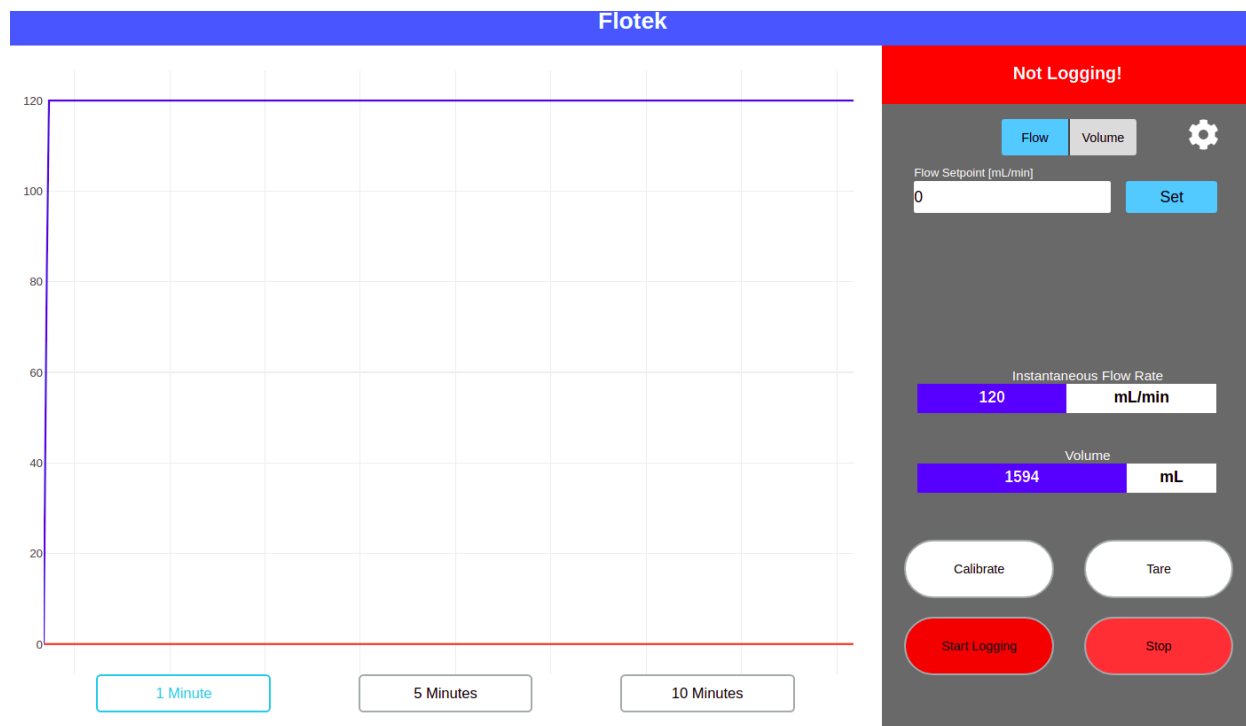 Flotek
120
100
80
60
40
20
0
1 Minute
5 Minutes
10 Minutes
Not Logging!
Flow
Volume
Flow Setpoint [mL/min]
0
Set
Instantaneous Flow Rate
120 mL/min
Volume
1594 mL
Calibrate
Tare
Start Logging
Stop